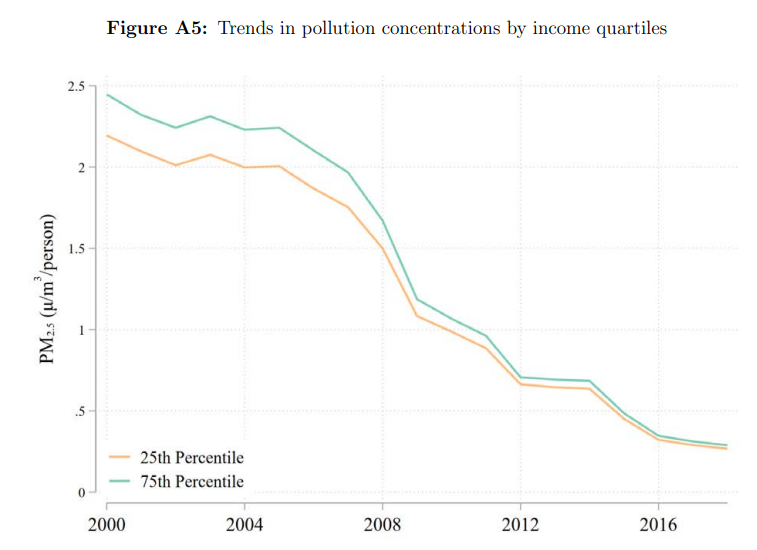 Figure A5: Trends in pollution concentrations by income quartiles
2.5
2
1.5
1
.5
0
PM2.5 (μ/m3/person)
25th Percentile
75th Percentile
2000 2004 2008 2012 2016